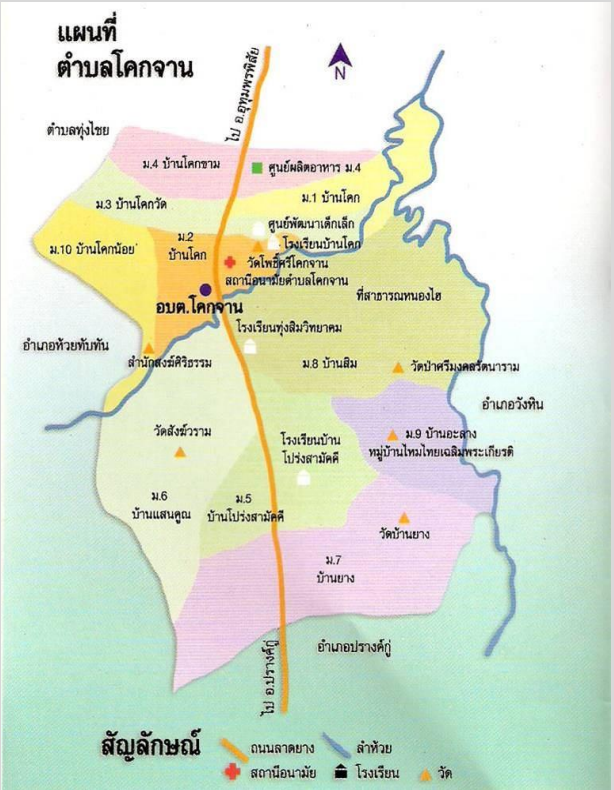 แผนที่
ตำบลโคกจาน
N
ไป อ.อุทุมพรพิสัย
ตำบลทุ่งไชย
ม.4 บ้านโคกขาม
ศูนย์ผลิตอาหาร ม.4
ม.3 บ้านโคกวัด
ม.1 บ้านโคก
ศูนย์พัฒนาเด็กเล็ก
ม.2
บ้านโคก
โรงเรียนบ้านโคก
ม.10 บ้านโคกน้อย
วัดโพธิ์ศรีโคกจาน
สถานีอนามัยตำบลโคกจาน
ที่สาธารณหนองไฮ
อบต.โคกจาน
โรงเรียนทุ่งสิมวิทยาคม
อำเภอห้วยทับทัน
สำนักสงฆ์ศิริธรรม
ม.8 บ้านสิม
วัดป่าศรีมงคลรัตนาราม
อำเภอวังหิน
วัดสังฆ์วราม
โรงเรียนบ้าน
โปร่งสามัคคี
ม.9 บ้านอะลาง
หมู่บ้านไหมไทยเฉลิมพระเกียรติ
ม.6
บ้านแสนคูณ
ม.5
บ้านโปร่งสามัคคี
วัดบ้านยาง
ม.7
บ้านยาง
อำเภอปรางค์กู่
ไป อ.ปรางค์กู่
สัญลักษณ์
ถนนลาดยาง
ลำห้วย
สถานีอนามัย
โรงเรียน
วัด